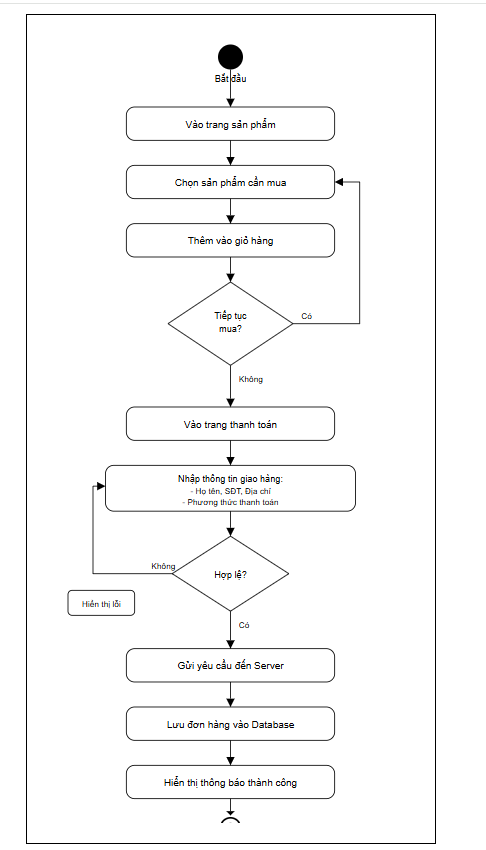 Bắt đầu
Vào trang sản phẩm
Chọn sản phẩm cần mua
Thêm vào giỏ hàng
Tiếp tục
mua?
Có
Không
Vào trang thanh toán
Nhập thông tin giao hàng:
- Họ tên, SĐT, Địa chỉ
- Phương thức thanh toán
Không
Hợp lệ?
Hiển thị lỗi
Có
Gửi yêu cầu đến Server
Lưu đơn hàng vào Database
Hiển thị thông báo thành công